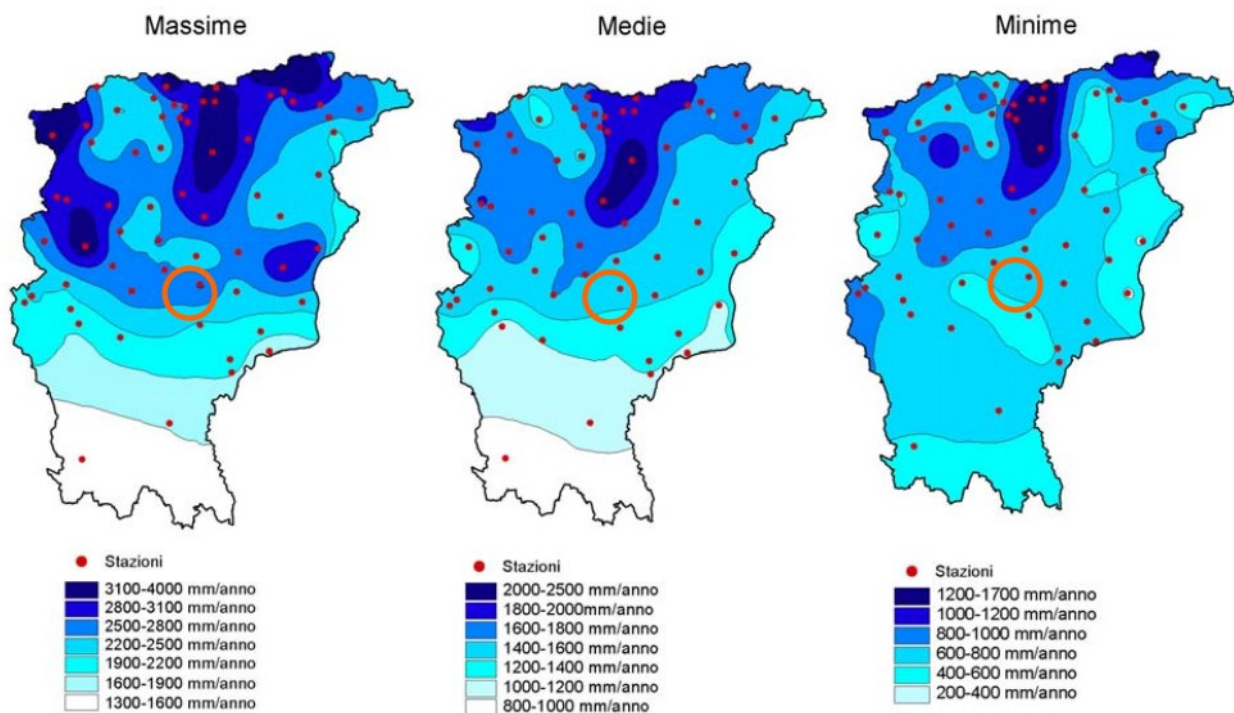 Massime
Medie
Minime
Stazioni
3100-4000 mm/anno
2800-3100 mm/anno
2500-2800 mm/anno
2200-2500 mm/anno
1900-2200 mm/anno
1600-1900 mm/anno
1300-1600 mm/anno
Stazioni
2000-2500 mm/anno
1800-2000mm/anno
1600-1800 mm/anno
1400-1600 mm/anno
1200-1400 mm/anno
1000-1200 mm/anno
800-1000 mm/anno
Stazioni
1200-1700 mm/anno
1000-1200 mm/anno
800-1000 mm/anno
600-800 mm/anno
400-600 mm/anno
200-400 mm/anno